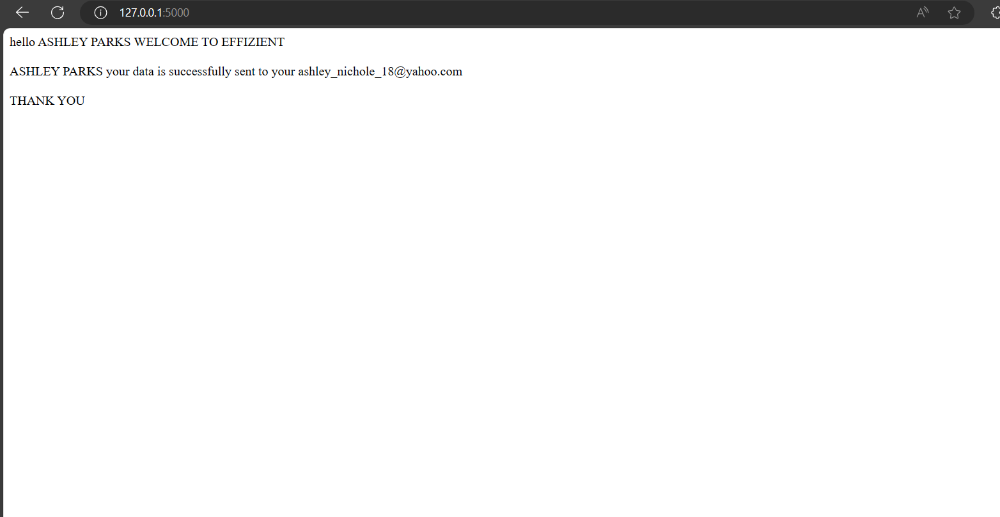 127.0.0.1:5000
hello ASHLEY PARKS WELCOME TO EFFIZIENT
ASHLEY PARKS your data is successfully sent to your ashley_nichole_18@yahoo.com
THANK YOU